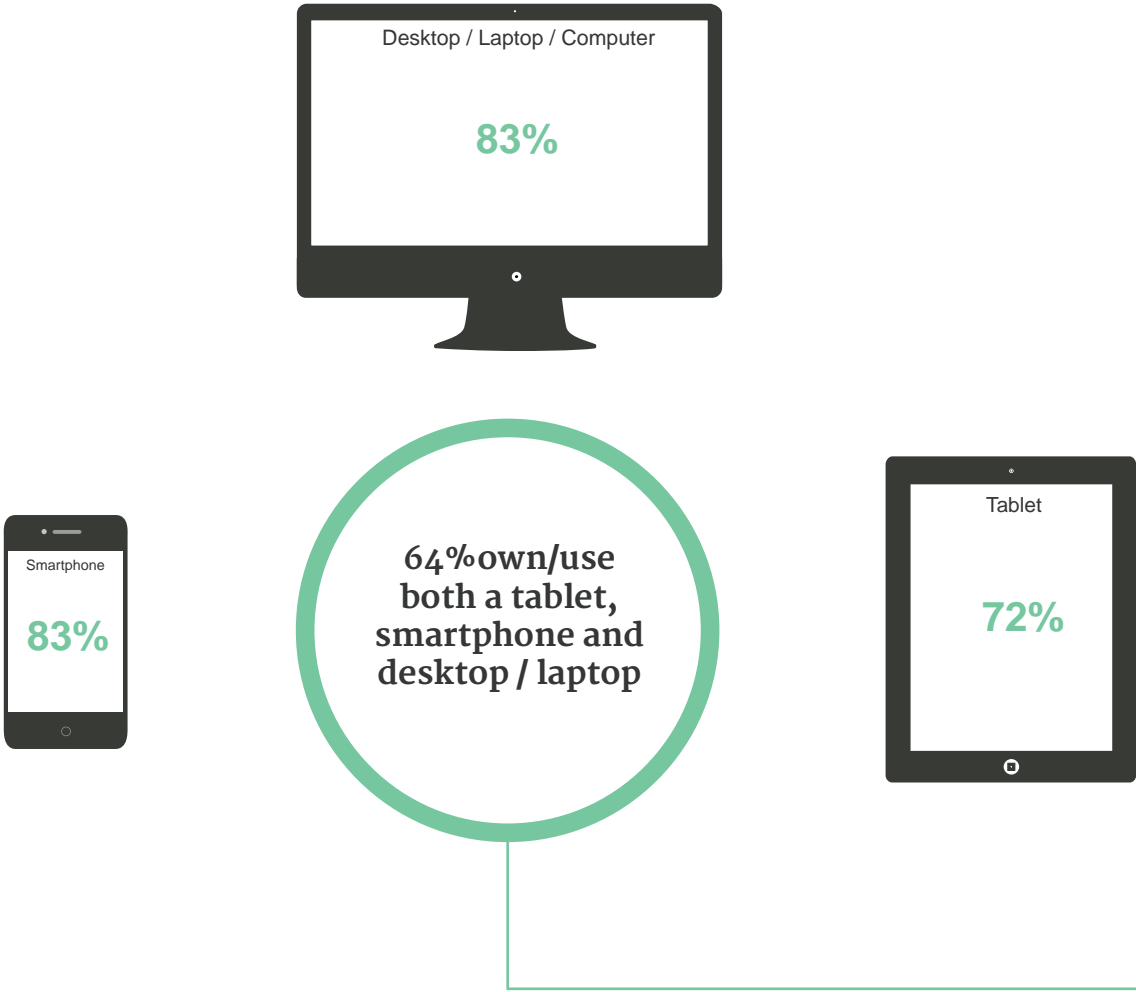 Desktop / Laptop / Computer
83%
Smartphone
83%
64%own/use
both a tablet,
smartphone and
desktop / laptop
Tablet
72%